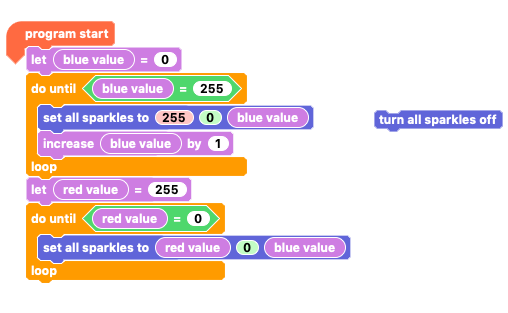 program start
let blue value = 0
do until blue value = 255
set all sparkles to 255 0 blue value
turn all sparkles off
increase blue value by 1
loop
let red value = 255
do until red value = 0
set all sparkles to red value 0 blue value
loop